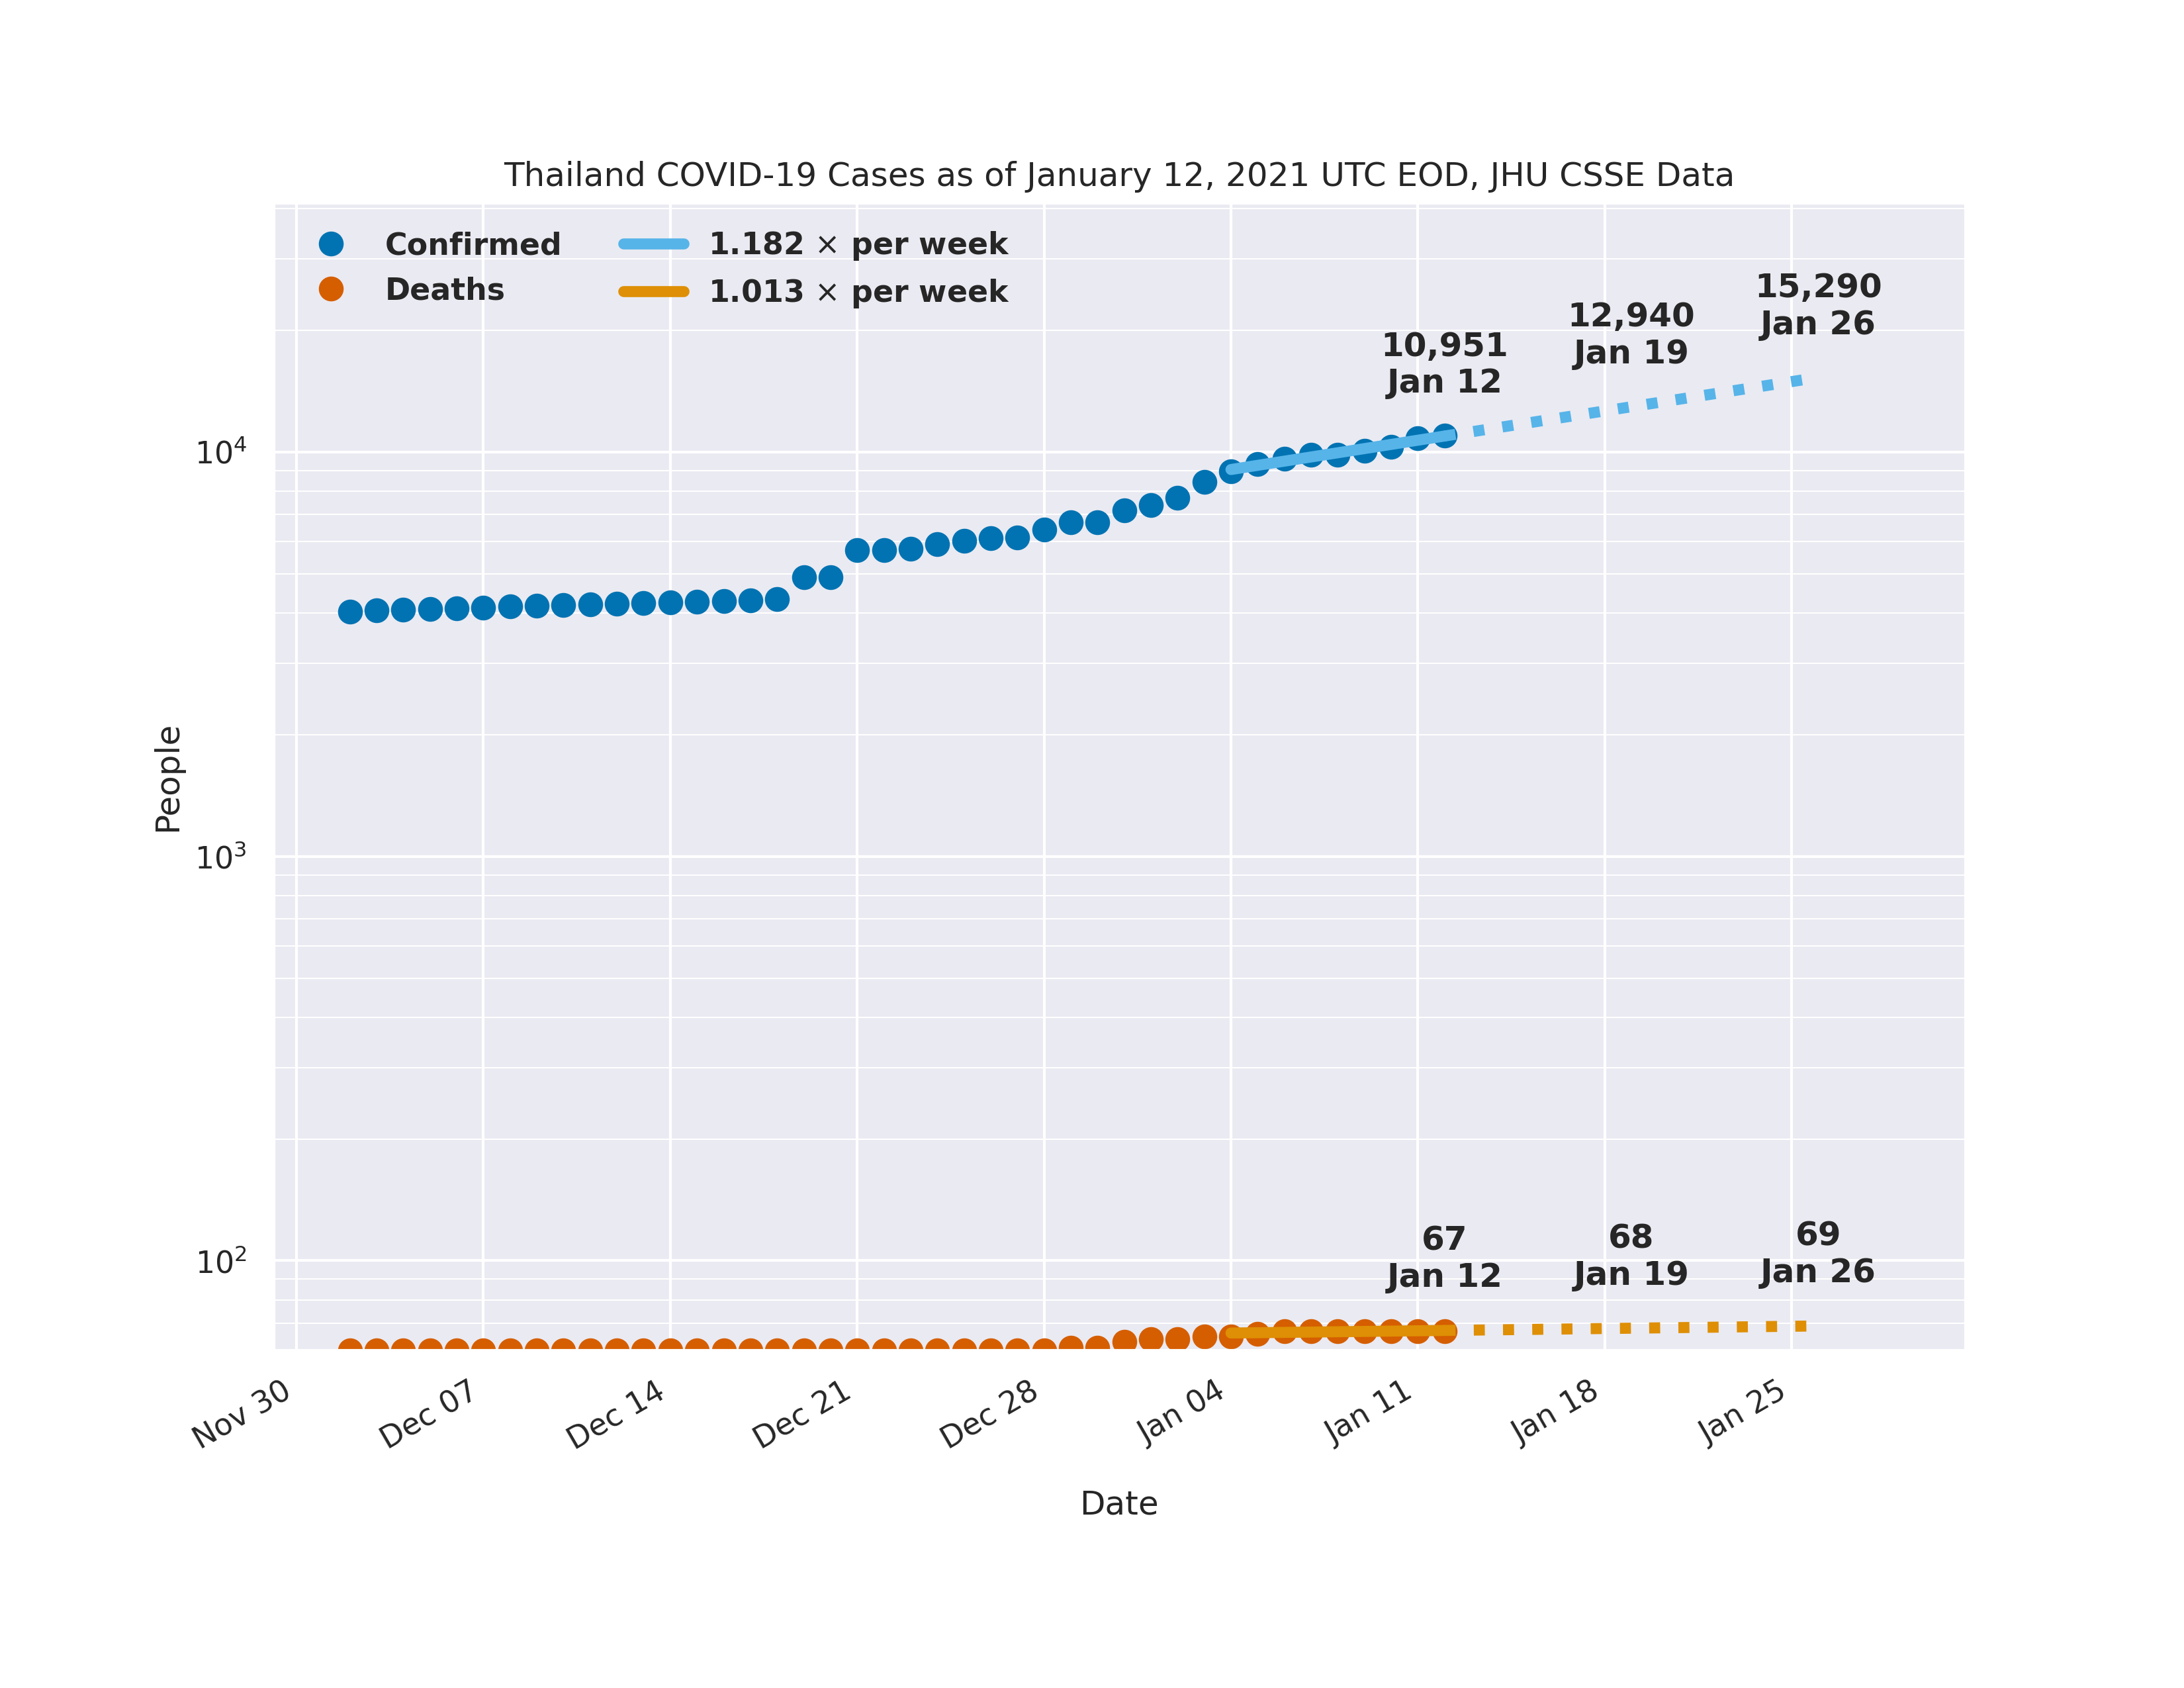 Thailand COVID-19 Cases as of January 12, 2021 UTC EOD, JHU CSSE Data
Confirmed
Deaths
1.182 × per week
1.013 × per week
10,951
Jan 12
12,940
Jan 19
15,290
Jan 26
10⁴
10³
10²
People
67
Jan 12
68
Jan 19
69
Jan 26
Nov 30
Dec 07
Dec 14
Dec 21
Dec 28
Jan 04
Jan 11
Jan 18
Jan 25
Date